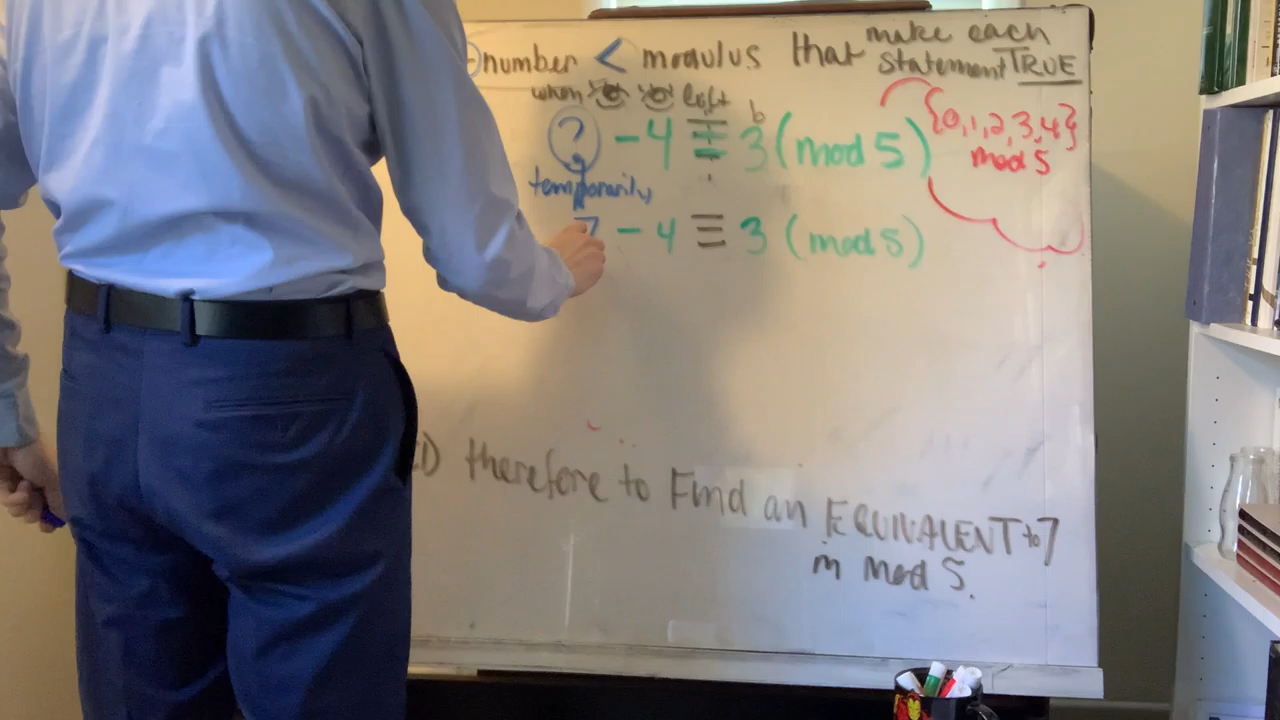 number < modulus that make each statement TRUE
when left
? - 4 ≡ 3 (mod 5)
b
{0,1,2,3,4}
mod 5
temporarily
7 - 4 ≡ 3 (mod 5)
therefore to Find an EQUIVALENT to 7
in mod 5.